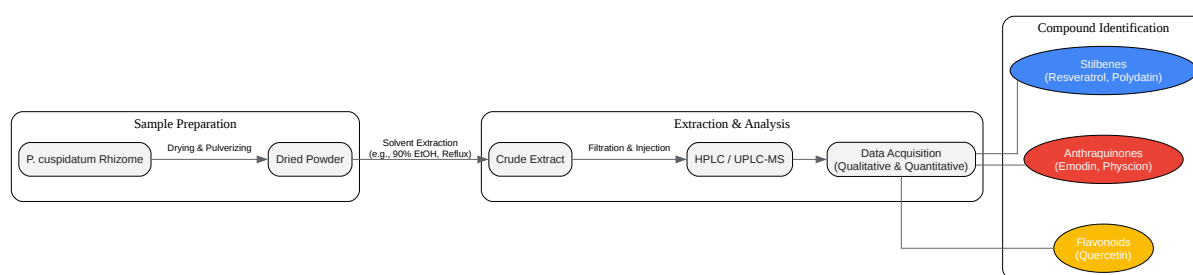 Compound Identification
Stilbenes
(Resveratrol, Polydatin)
Sample Preparation
Extraction & Analysis
P. cuspidatum Rhizome
Drying & Pulverizing
Dried Powder
Solvent Extraction
(e.g., 90% EtOH, Reflux)
Crude Extract
Filtration & Injection
HPLC / UPLC-MS
Data Acquisition
(Qualitative & Quantitative)
Anthraquinones
(Emodin, Physcion)
Flavonoids
(Quercetin)